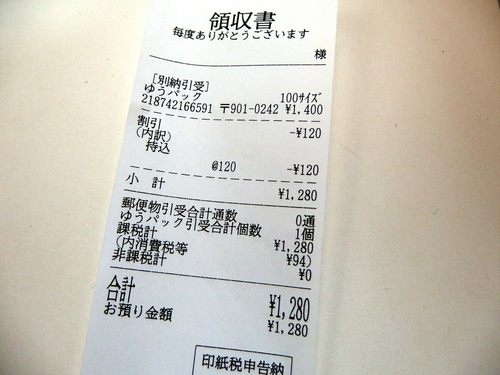 領収書
毎度ありがとうございます
様
[別納引受]
ゆうパック 100サイズ
218742166591 〒901-0242 ¥1,400
割引 -¥120
(内訳)
持込
@120 -¥120
小 計 ¥1,280
郵便物引受合計通数 0通
ゆうパック引受合計個数 1個
課税計 ¥1,280
(内消費税等 ¥94)
非課税計 ¥0
合計 ¥1,280
お預り金額 ¥1,280
印紙税申告納